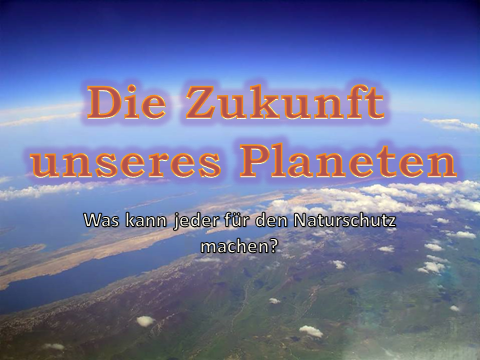 Die Zukunft
unseres Planeten
Was kann jeder für den Naturschutz
machen?